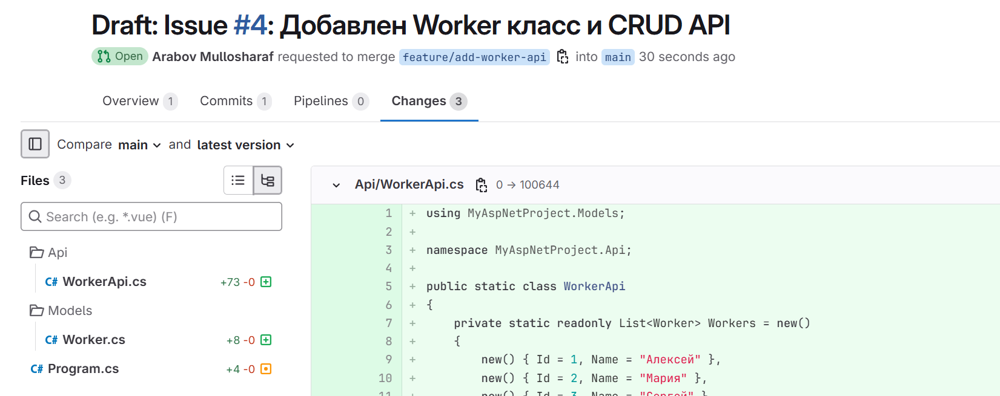 Draft: Issue #4: Добавлен Worker класс и CRUD API
Open Arabov Mullosharaf requested to merge feature/add-worker-api into main 30 seconds ago
Overview 1 Commits 1 Pipelines 0 Changes 3
Compare main and latest version
Files 3
Search (e.g. *.vue) (F)
Api
C# WorkerApi.cs +73 -0
Models
C# Worker.cs +8 -0
C# Program.cs +4 -0
Api/WorkerApi.cs 0 → 100644
1 + using MyAspNetProject.Models;
2 +
3 + namespace MyAspNetProject.Api;
4 +
5 + public static class WorkerApi
6 + {
7 + private static readonly List<Worker> Workers = new()
8 + {
9 + new() { Id = 1, Name = "Алексей" },
10 + new() { Id = 2, Name = "Мария" },
11 + new() { Id = 3, Name = "Сергей" }